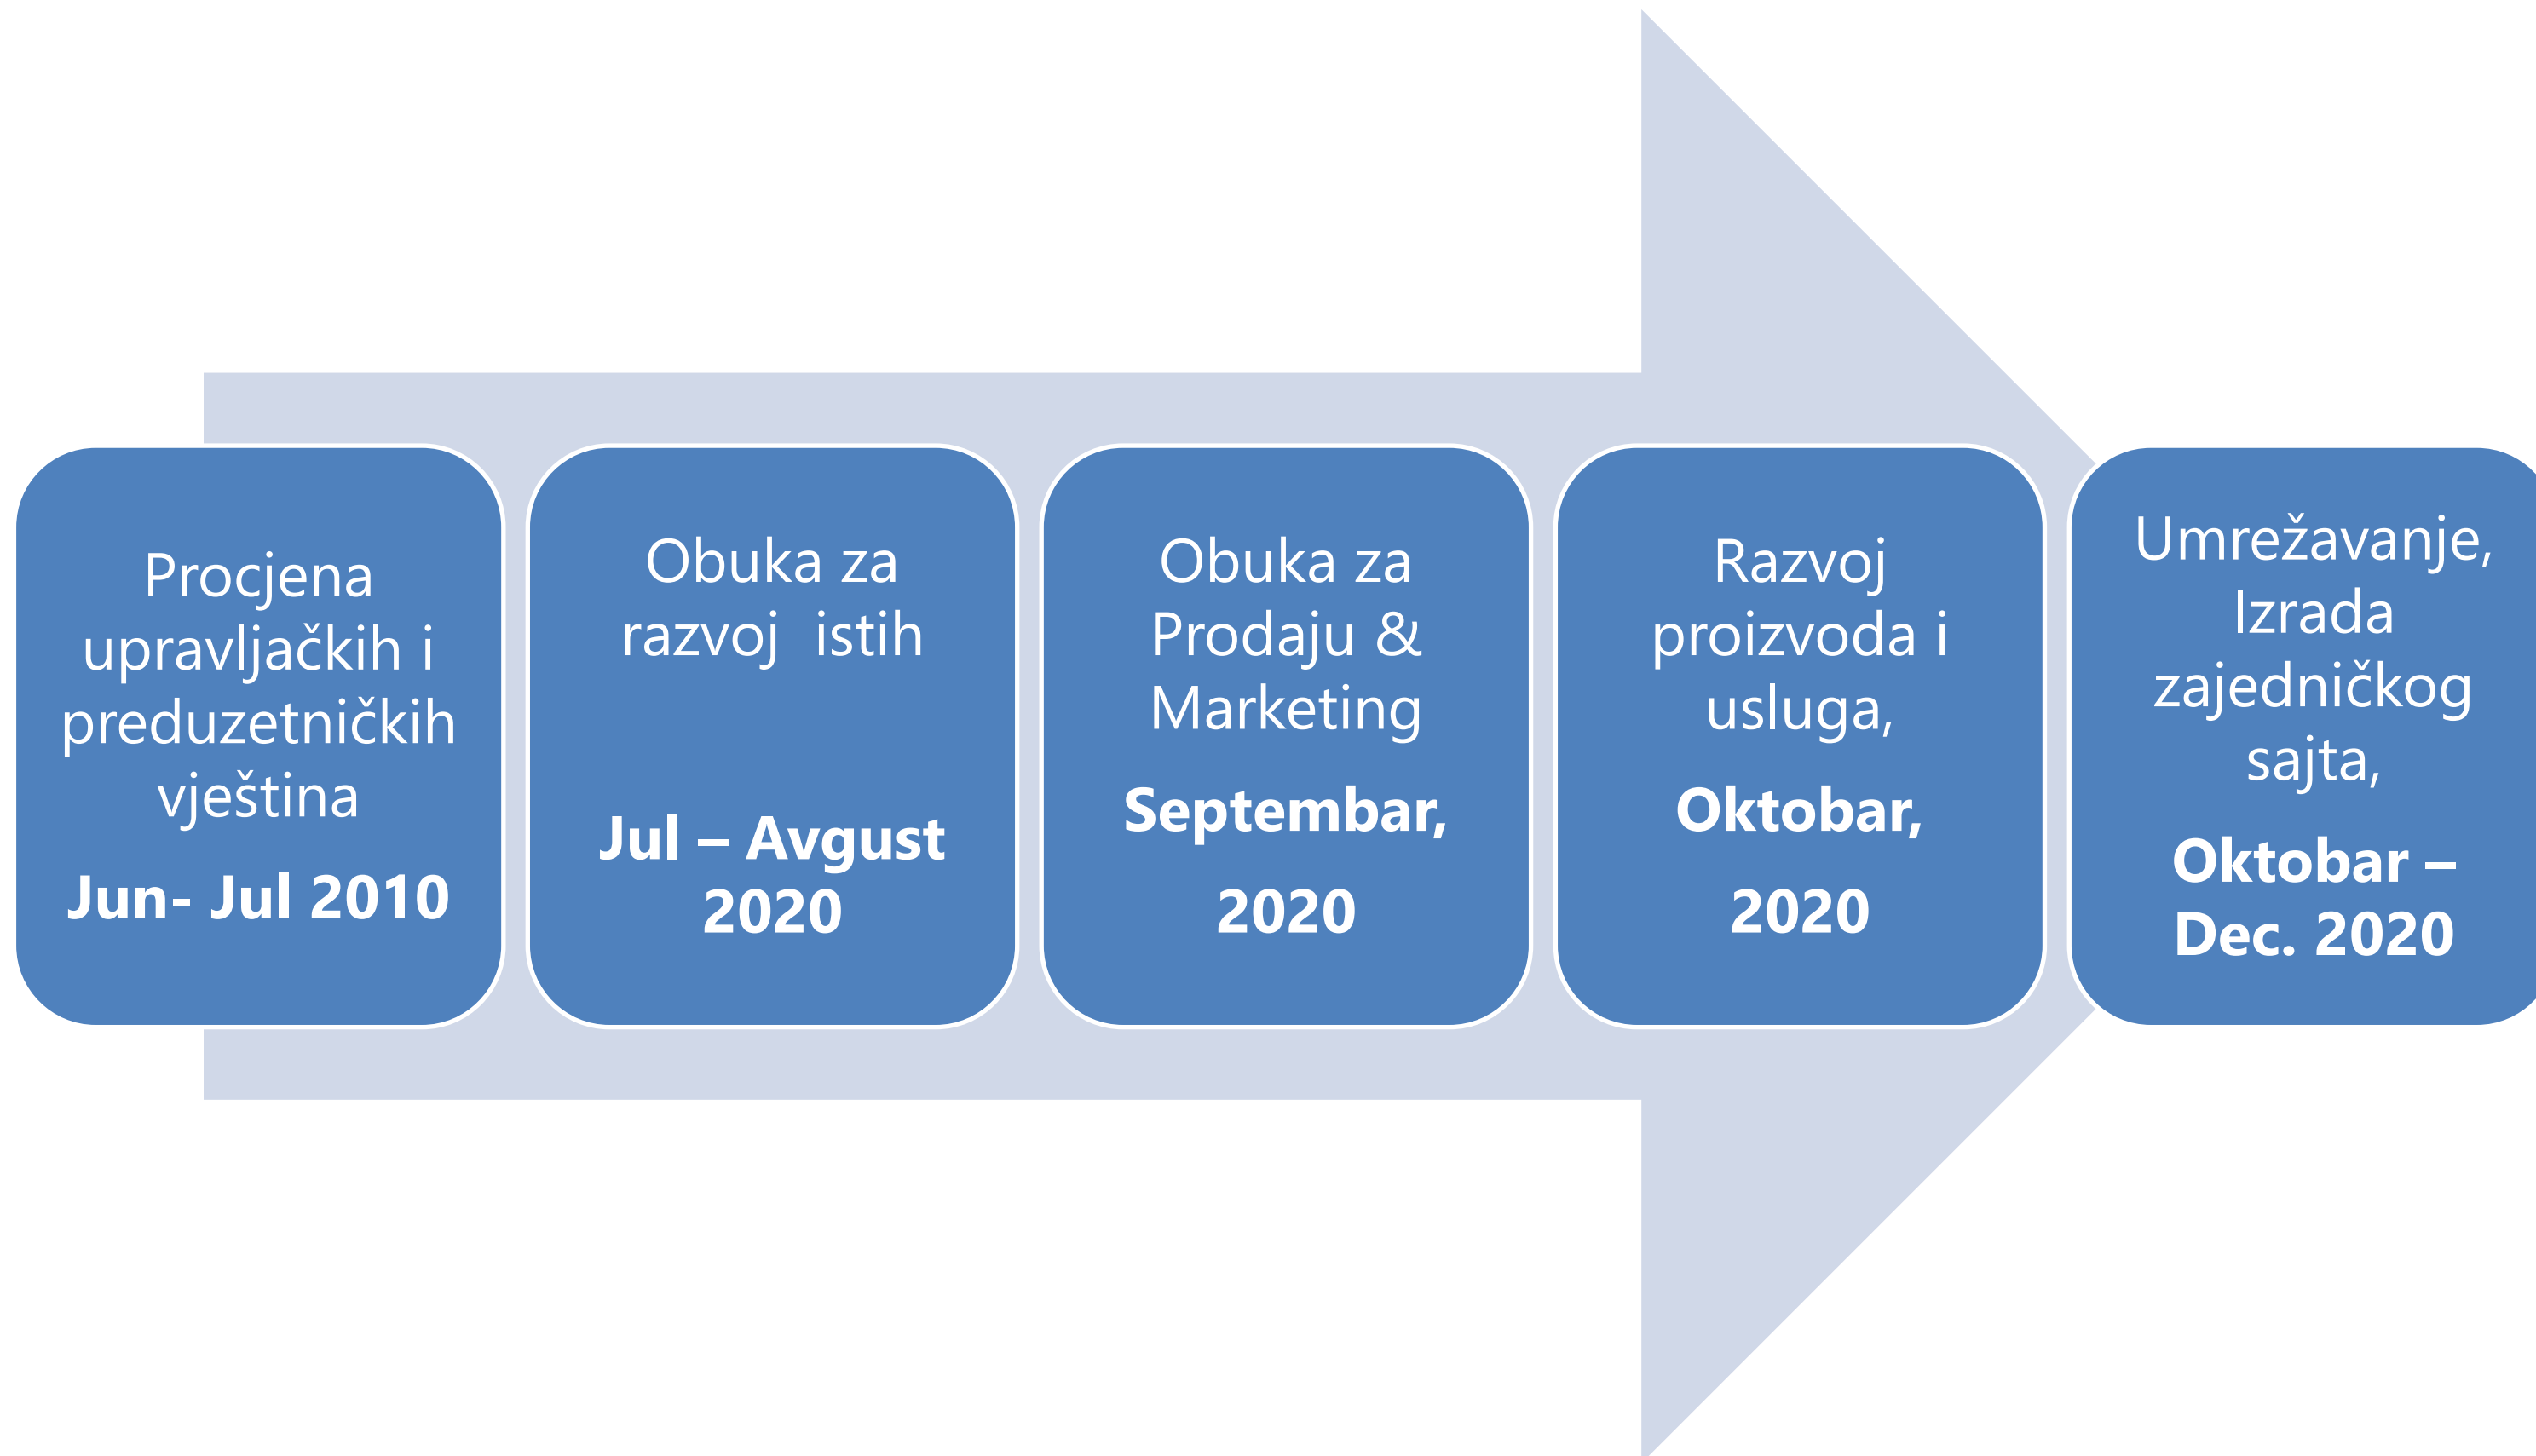 Procjena
upravljačkih i
preduzetničkih
vještina
Jun- Jul 2010
Obuka za
razvoj  istih
Jul – Avgust
2020
Obuka za
Prodaju &
Marketing
Septembar,
2020
Razvoj
proizvoda i
usluga,
Oktobar,
2020
Umrežavanje,
Izrada
zajedničkog
sajta,
Oktobar –
Dec. 2020